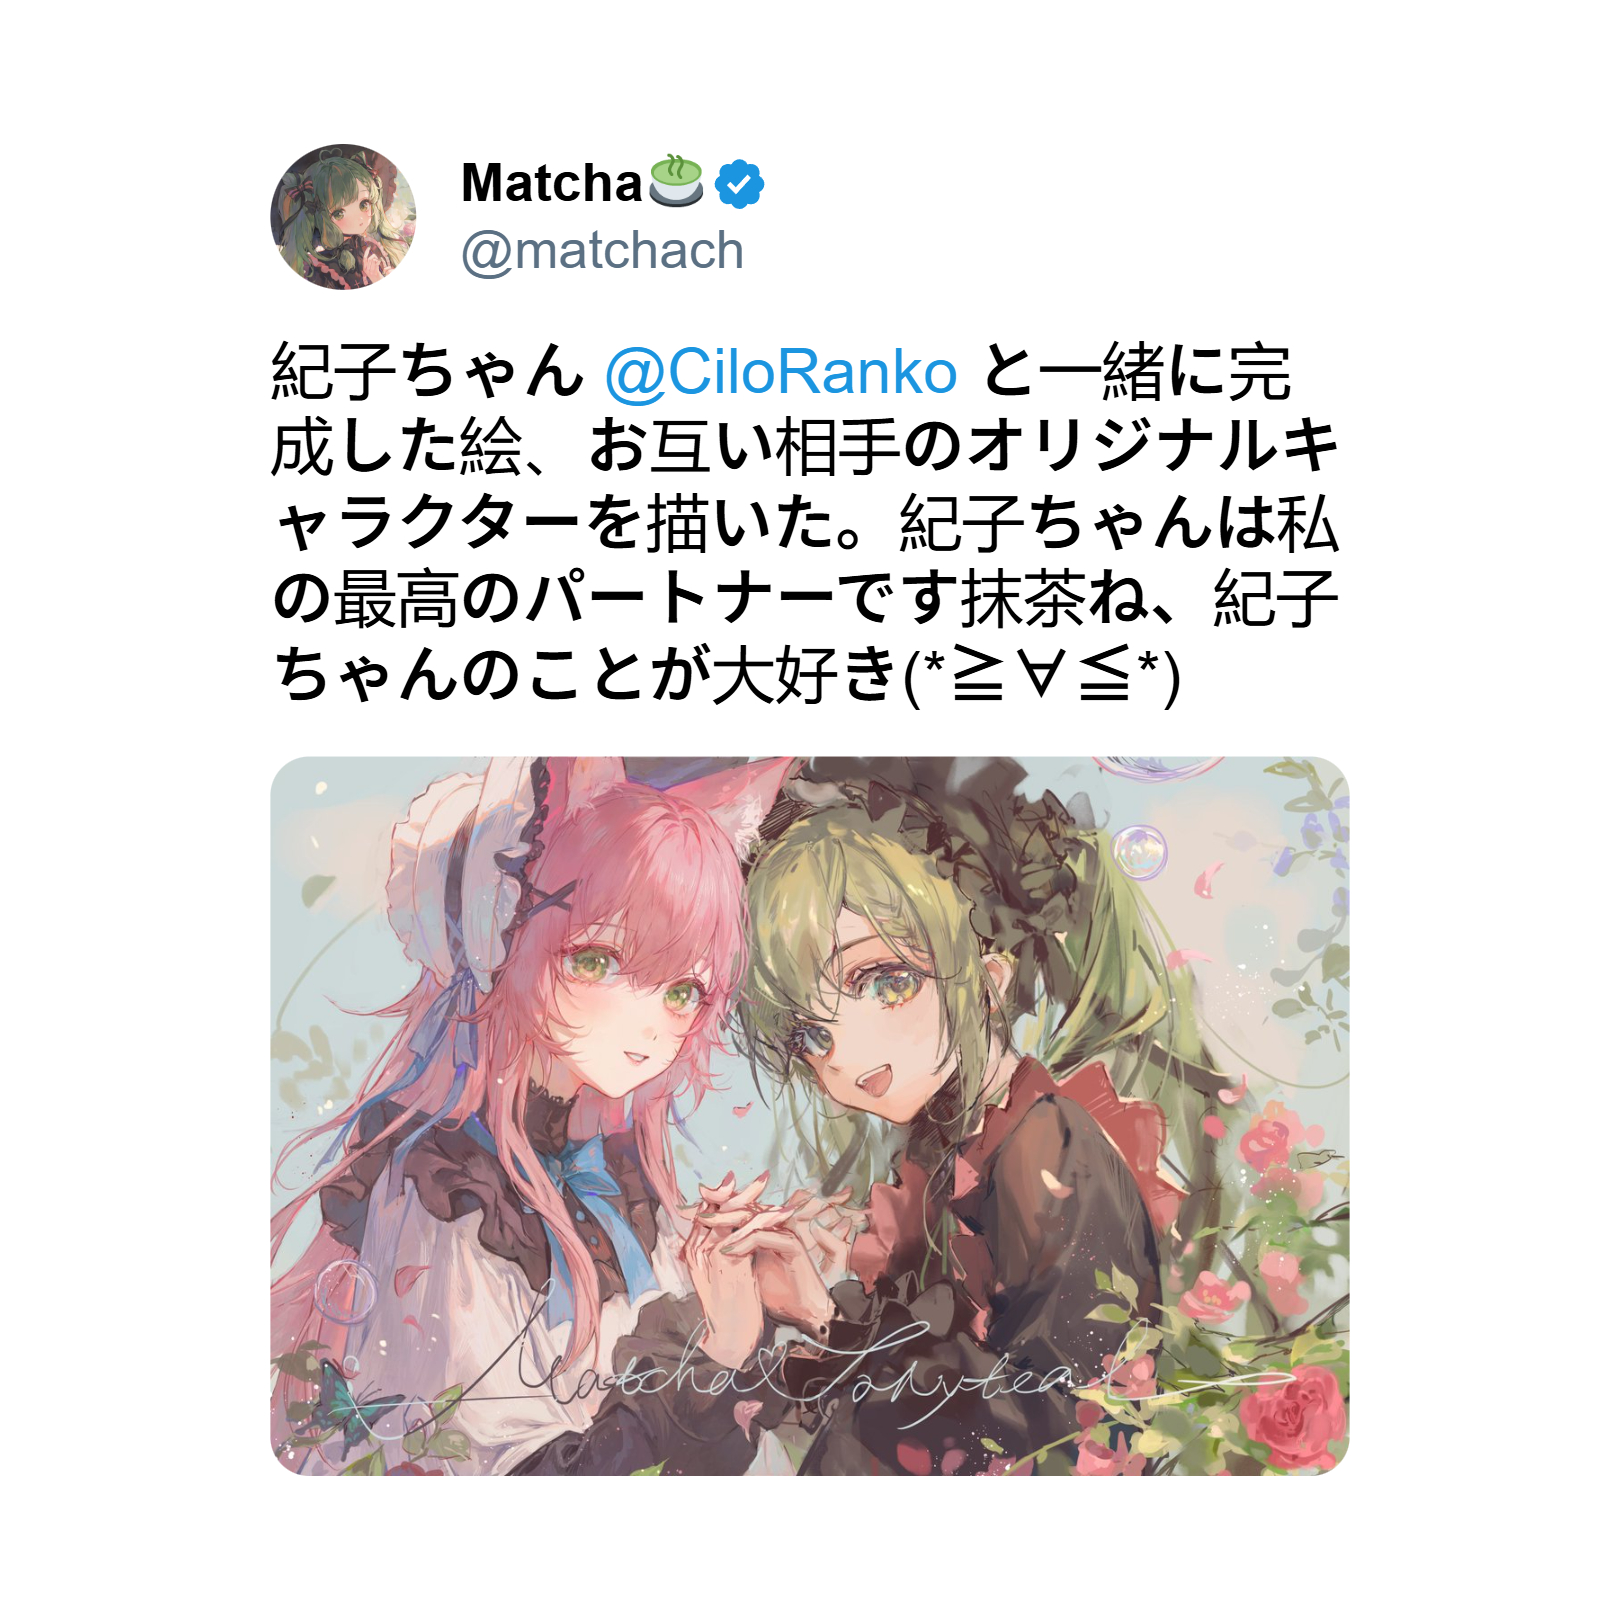 Matcha🍵
@matchach
紀子ちゃん @CiloRanko と一緒に完
成した絵、お互い相手のオリジナルキ
ャラクターを描いた。紀子ちゃんは私
の最高のパートナーです抹茶ね、紀子
ちゃんのことが大好き(*≧∀≦*)
Matcha♡Tonytead